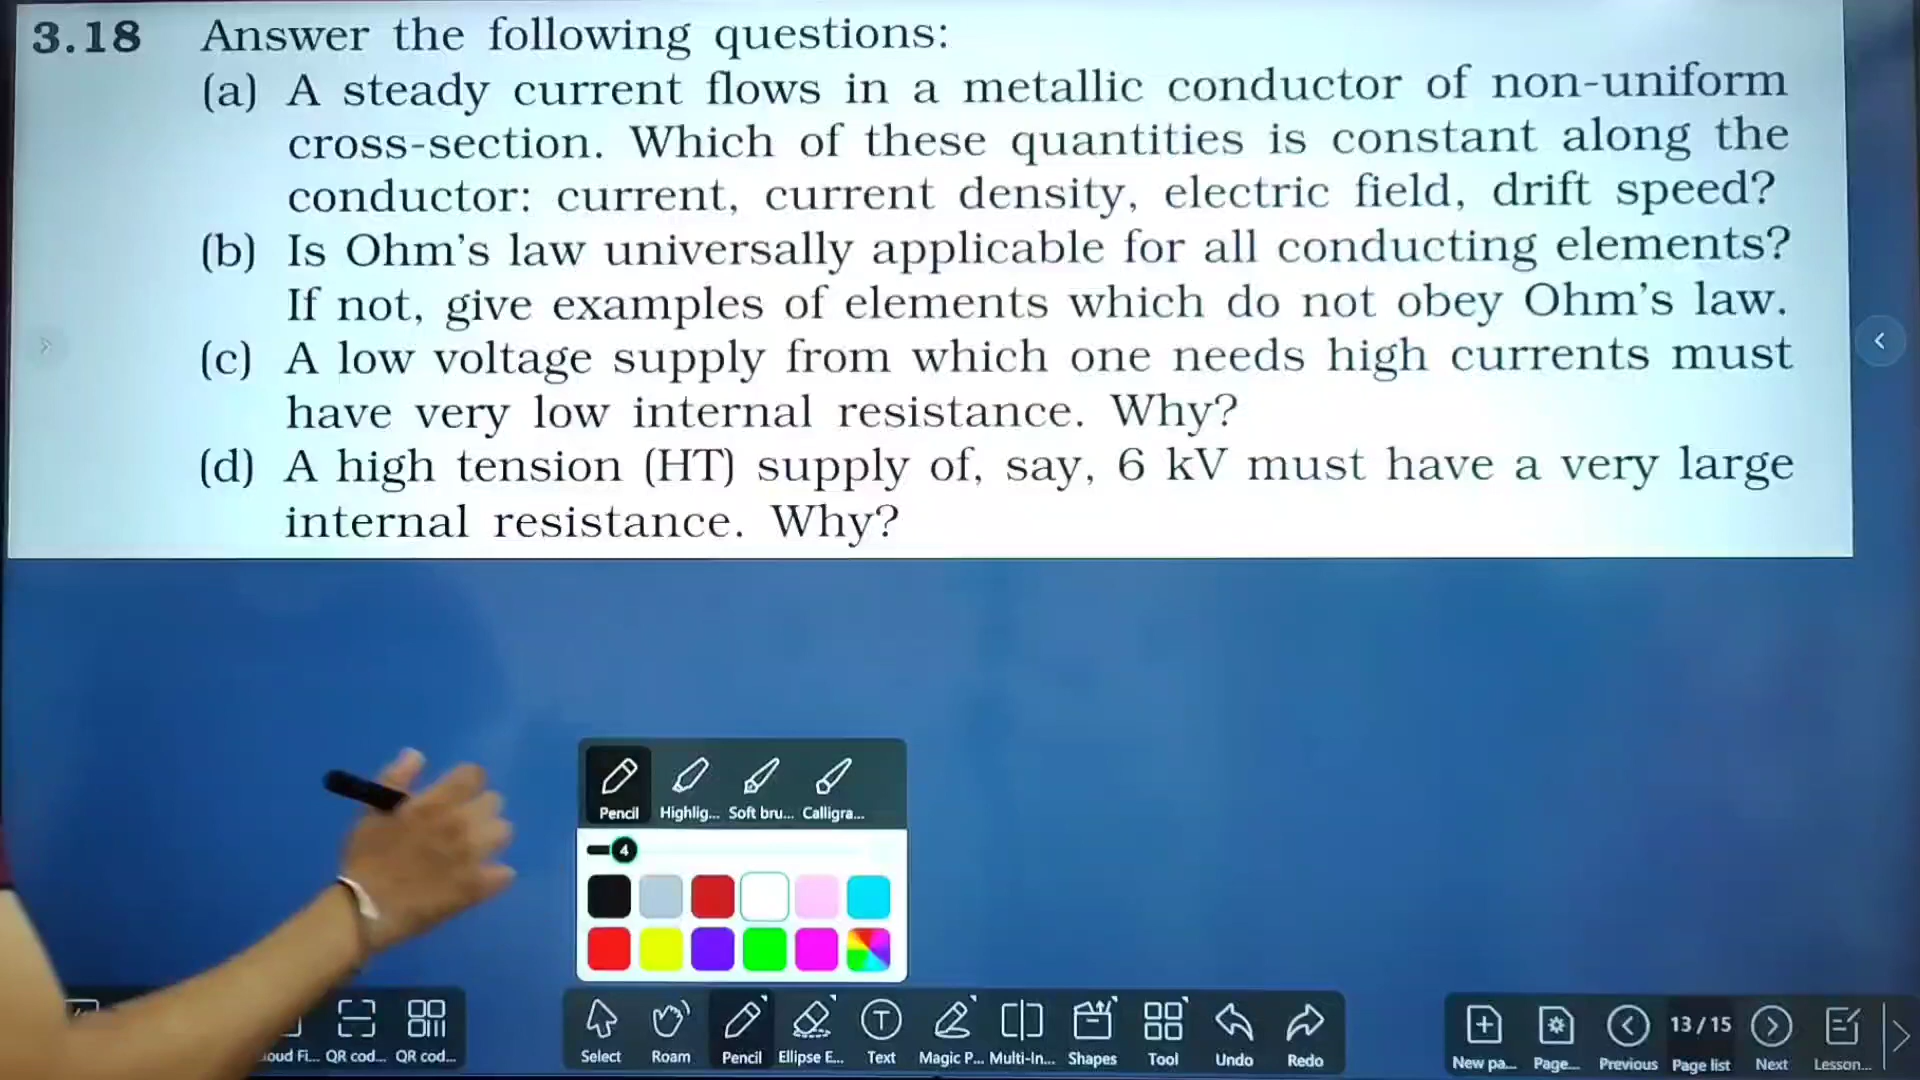 3.18 Answer the following questions:
(a) A steady current flows in a metallic conductor of non-uniform
cross-section. Which of these quantities is constant along the
conductor: current, current density, electric field, drift speed?
(b) Is Ohm's law universally applicable for all conducting elements?
If not, give examples of elements which do not obey Ohm's law.
(c) A low voltage supply from which one needs high currents must
have very low internal resistance. Why?
(d) A high tension (HT) supply of, say, 6 kV must have a very large
internal resistance. Why?
Pencil Highlig... Soft bru... Calligra...
4
oud Fi... QR cod... QR cod...
Select Roam Pencil Ellipse E... Text Magic P... Multi-In... Shapes Tool Undo Redo
13/15
New pa... Page... Previous Page list Next Lesson...